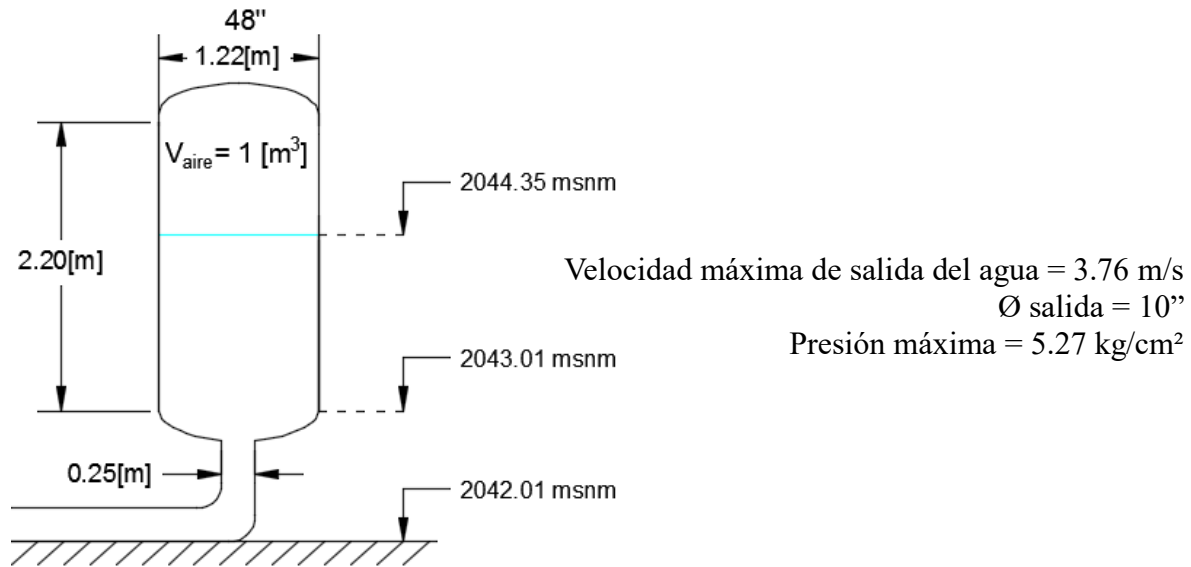 48"
1.22[m]
V_aire= 1 [m³]
2044.35 msnm
2.20[m]
Velocidad máxima de salida del agua = 3.76 m/s
Ø salida = 10”
Presión máxima = 5.27 kg/cm²
2043.01 msnm
0.25[m]
2042.01 msnm